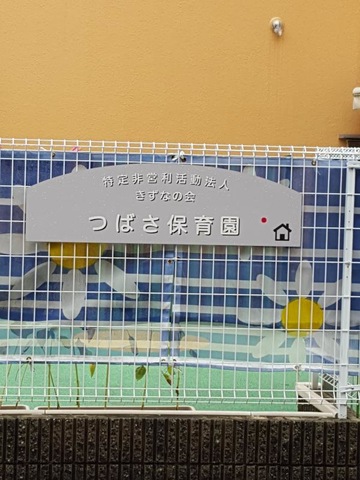 特定非営利活動法人
きずなの会
つばさ保育園